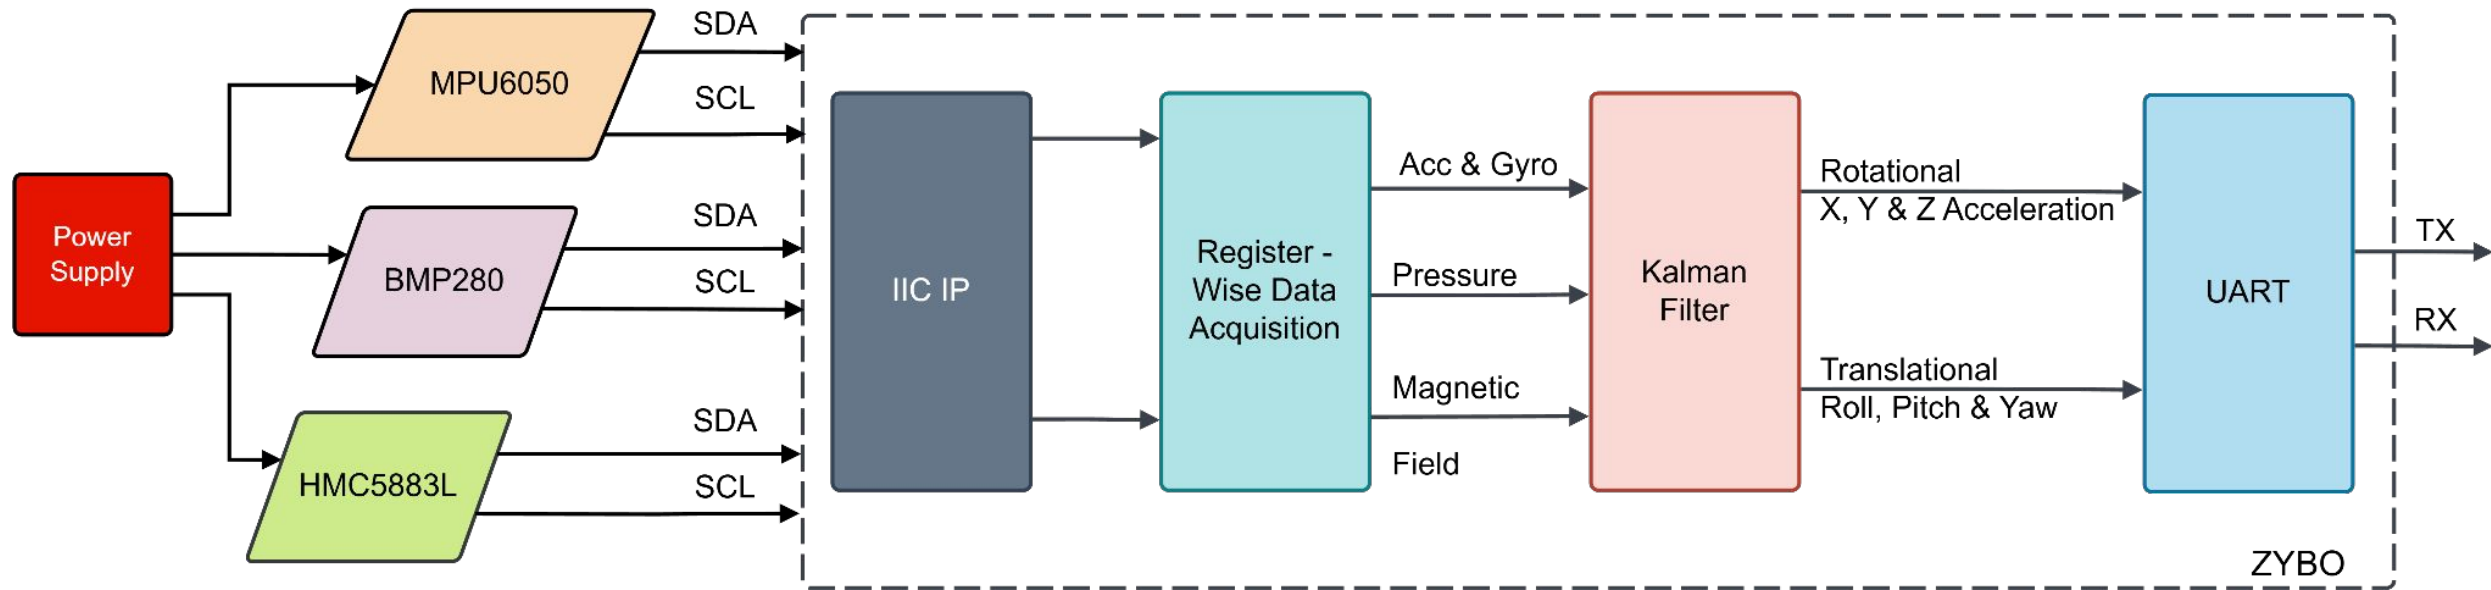 Power
Supply
MPU6050
BMP280
HMC5883L
SDA
SCL
SDA
SCL
SDA
SCL
IIC IP
Register -
Wise Data
Acquisition
Acc & Gyro
Pressure
Magnetic
Field
Kalman
Filter
Rotational
X, Y & Z Acceleration
Translational
Roll, Pitch & Yaw
UART
TX
RX
ZYBO